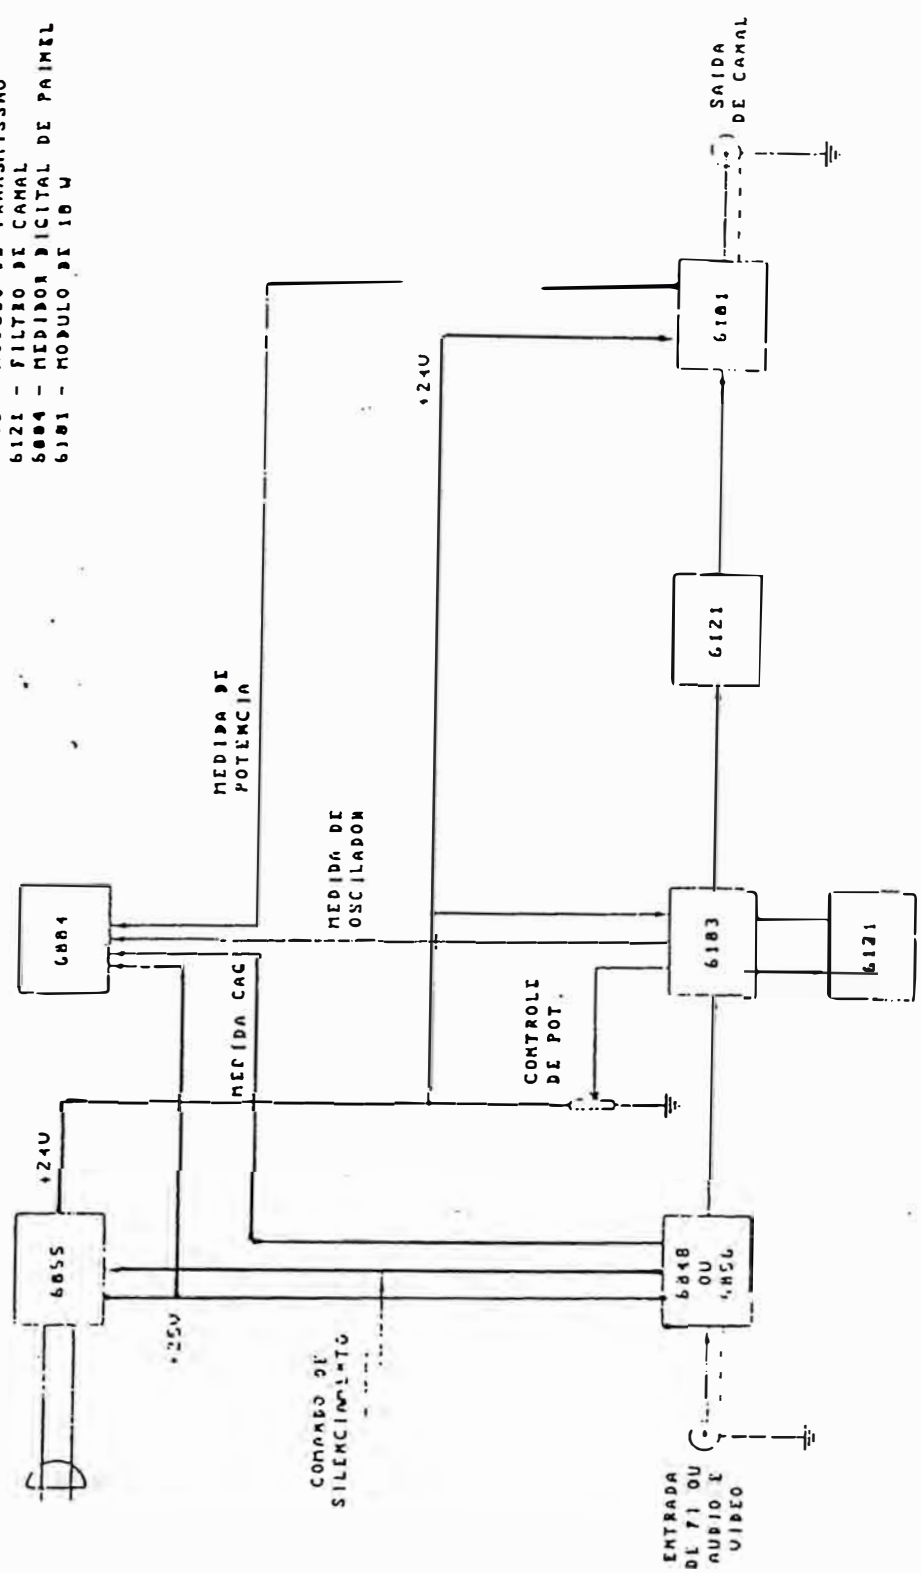 6121 - FILTRO DE CANAL
6884 - MEDIDOR DIGITAL DE PAINEL
6181 - MODULO DE 10 W
6855
+24V
+25V
6884
MEDIDA DE
POTENCIA
MEDIDA CAG
MEDIDA DE
OSCILADOR
+24V
COMANDO DE
SILENCIAMENTO
CONTROLE
DE POT.
ENTRADA
DE FI OU
AUDIO E
VIDEO
6848
OU
6856
6183
6121
6121
6181
SAIDA
DE CANAL